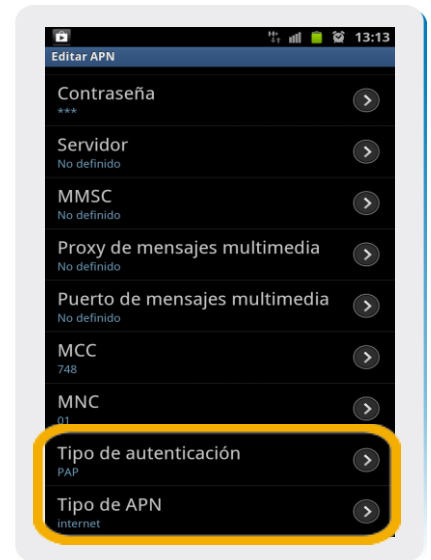 13:13
Editar APN
Contraseña
***
Servidor
No definido
MMSC
No definido
Proxy de mensajes multimedia
No definido
Puerto de mensajes multimedia
No definido
MCC
748
MNC
01
Tipo de autenticación
PAP
Tipo de APN
internet